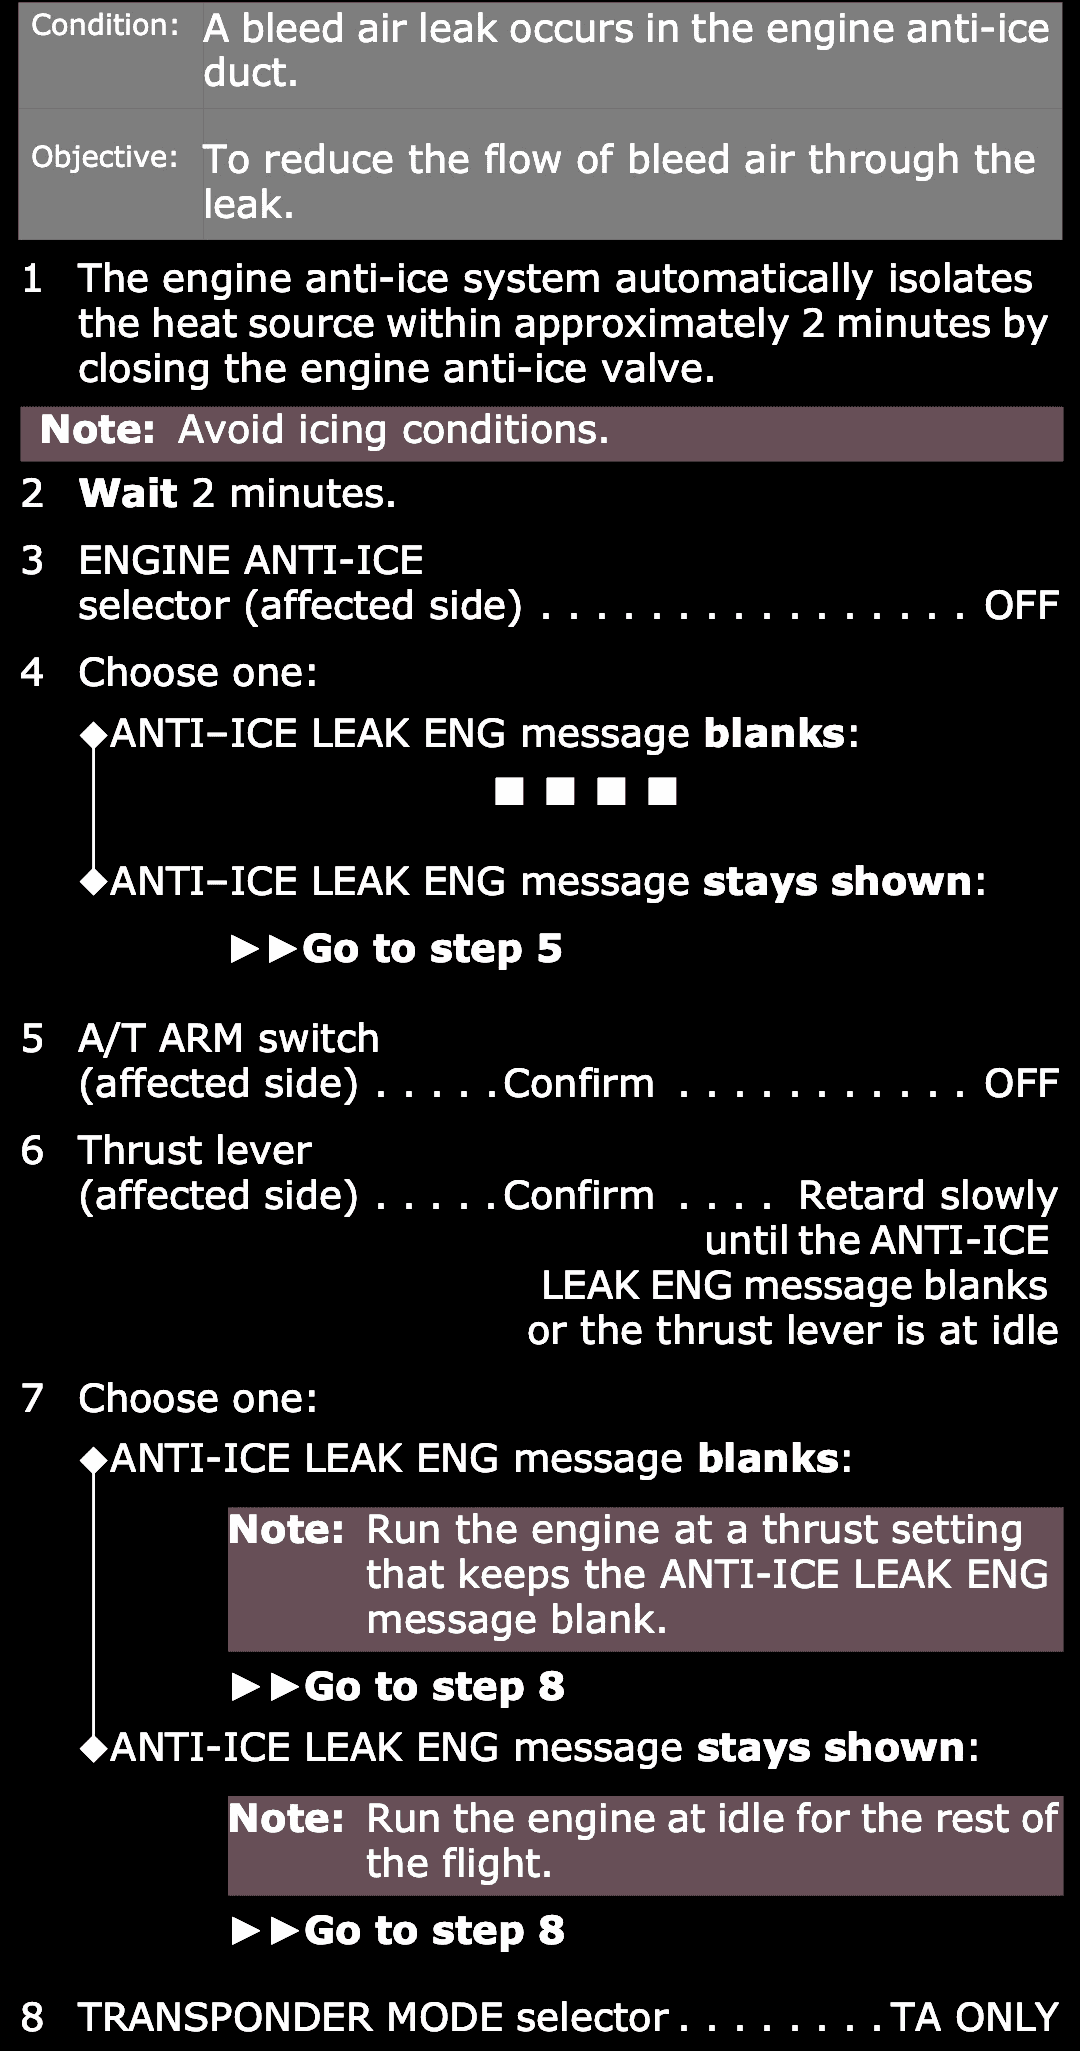 Condition: A bleed air leak occurs in the engine anti-ice
duct.
Objective: To reduce the flow of bleed air through the
leak.
1 The engine anti-ice system automatically isolates
the heat source within approximately 2 minutes by
closing the engine anti-ice valve.
Note: Avoid icing conditions.
2 Wait 2 minutes.
3 ENGINE ANTI-ICE
selector (affected side) . . . . . . . . . . . . . . . . OFF
4 Choose one:
◆ANTI–ICE LEAK ENG message blanks:
■ ■ ■ ■
◆ANTI–ICE LEAK ENG message stays shown:
►►Go to step 5
5 A/T ARM switch
(affected side) . . . . .Confirm . . . . . . . . . . . OFF
6 Thrust lever
(affected side) . . . . .Confirm . . . . Retard slowly
until the ANTI-ICE
LEAK ENG message blanks
or the thrust lever is at idle
7 Choose one:
◆ANTI-ICE LEAK ENG message blanks:
Note: Run the engine at a thrust setting
that keeps the ANTI-ICE LEAK ENG
message blank.
►►Go to step 8
◆ANTI-ICE LEAK ENG message stays shown:
Note: Run the engine at idle for the rest of
the flight.
►►Go to step 8
8 TRANSPONDER MODE selector . . . . . . . . TA ONLY